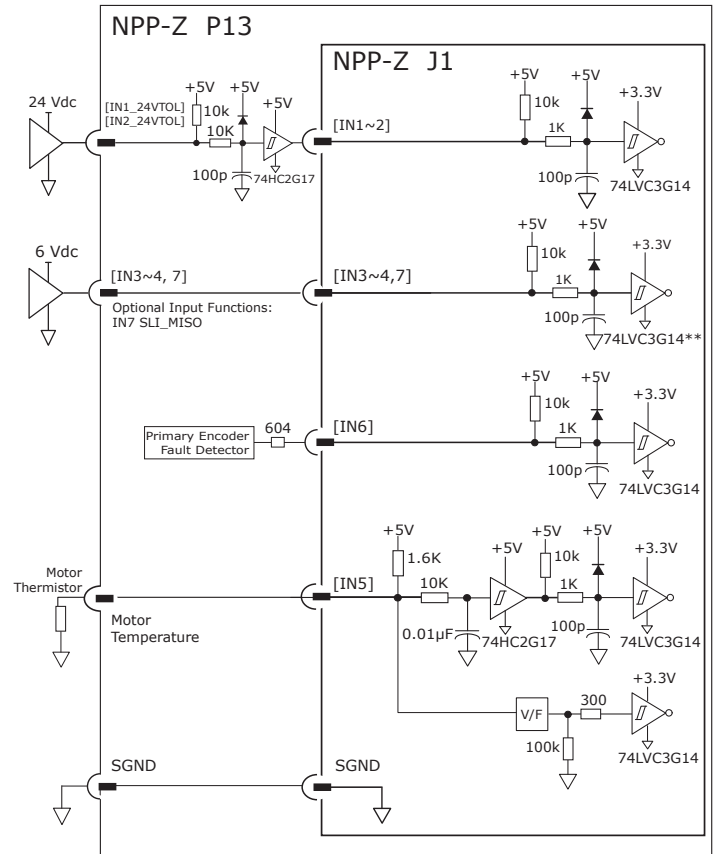 NPP-Z P13
NPP-Z J1
24 Vdc
[IN1_24VTOL]
[IN2_24VTOL]
+5V
10k
+5V
10K
+5V
100p
74HC2G17
[IN1~2]
+5V
10k
+5V
1K
+3.3V
100p
74LVC3G14
6 Vdc
[IN3~4, 7]
Optional Input Functions:
IN7 SLI_MISO
[IN3~4,7]
+5V
10k
+5V
1K
+3.3V
100p
74LVC3G14**
Primary Encoder
Fault Detector
604
[IN6]
+5V
10k
+5V
1K
+3.3V
100p
74LVC3G14
Motor
Thermistor
Motor
Temperature
[IN5]
+5V
1.6K
10K
0.01µF
+5V
74HC2G17
+5V
10k
+5V
1K
+3.3V
100p
74LVC3G14
V/F
300
100k
+3.3V
74LVC3G14
SGND
SGND